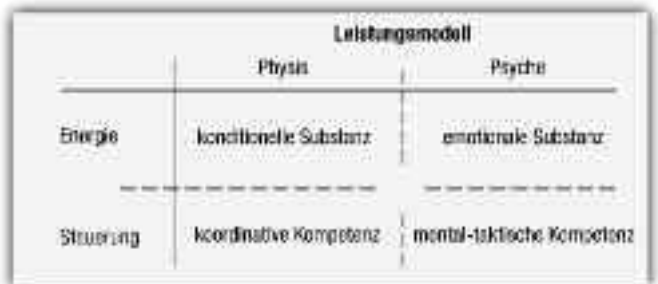 Leistungsmodell
Physis Psyche
Energie konditionelle Substanz emotionale Substanz
Steuerung koordinative Kompetenz mental-taktische Kompetenz